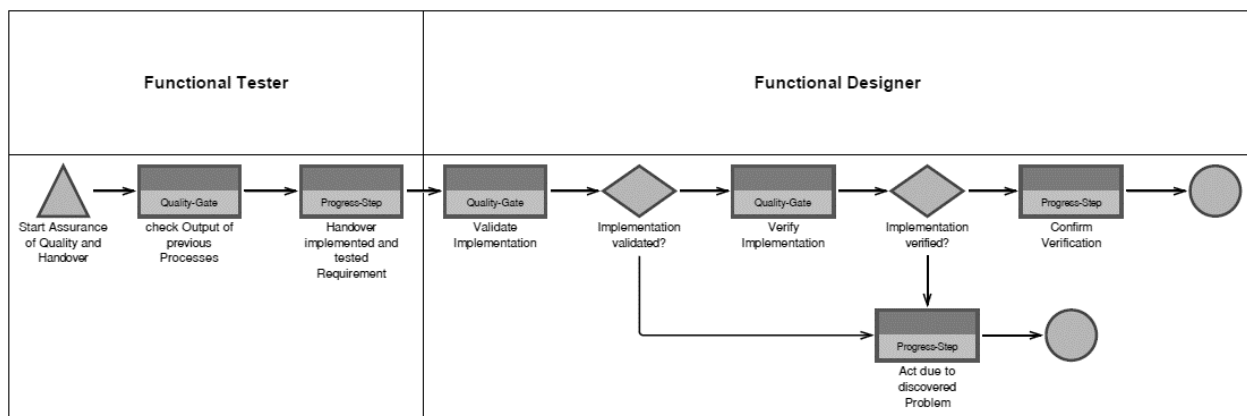 Functional Tester
Functional Designer
Quality-Gate
Progress-Step
Quality-Gate
Quality-Gate
Progress-Step
Start Assurance
of Quality and
Handover
check Output of
previous
Processes
Handover
implemented and
tested
Requirement
Validate
Implementation
Implementation
validated?
Verify
Implementation
Implementation
verified?
Confirm
Verification
Progress-Step
Act due to
discovered
Problem